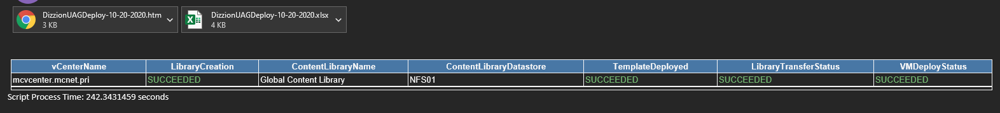 DizzionUAGDeploy-10-20-2020.htm DizzionUAGDeploy-10-20-2020.xlsx
3 KB 4 KB
vCenterName LibraryCreation ContentLibraryName ContentLibraryDatastore TemplateDeployed LibraryTransferStatus VMDeployStatus
mcvcenter.mcnet.pri SUCCEEDED Global Content Library NFS01 SUCCEEDED SUCCEEDED SUCCEEDED
Script Process Time: 242.3431459 seconds